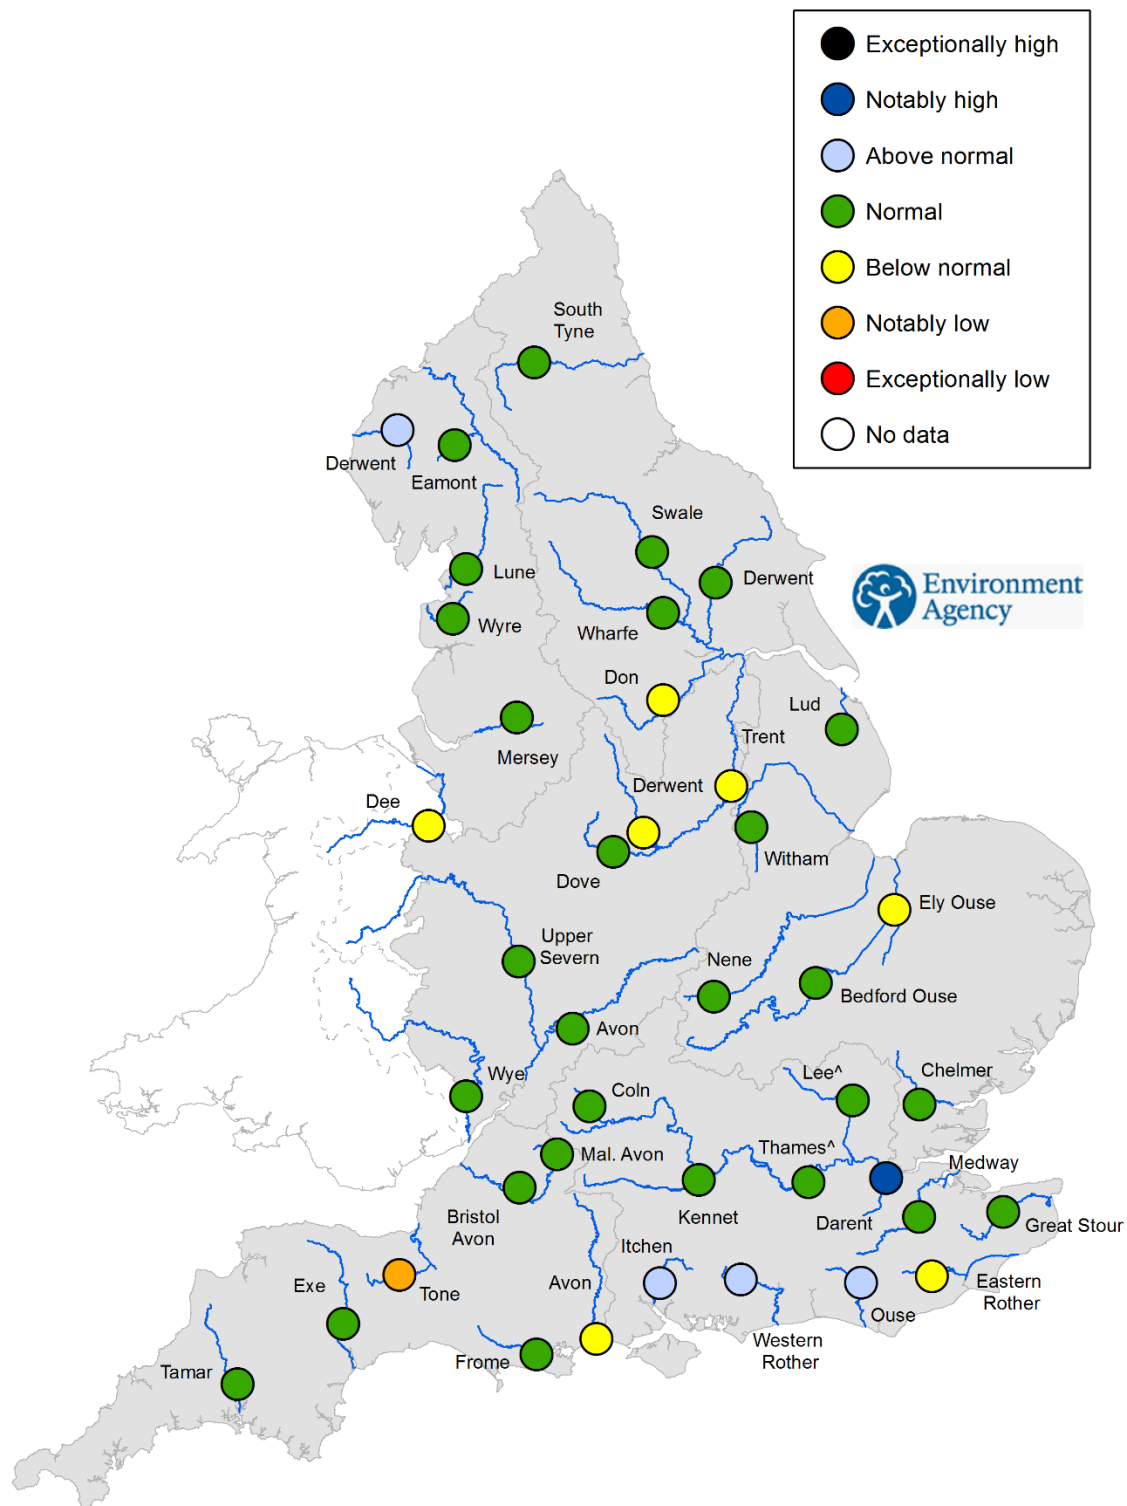 Exceptionally high
Notably high
Above normal
Normal
Below normal
Notably low
Exceptionally low
No data
South
Tyne
Derwent
Eamont
Swale
Lune
Derwent
Wyre
Wharfe
Environment
Agency
Don
Lud
Mersey
Trent
Derwent
Dee
Witham
Dove
Ely Ouse
Upper
Severn
Nene
Bedford Ouse
Avon
Wye
Coln
Lee^
Chelmer
Mal. Avon
Thames^
Medway
Bristol
Avon
Kennet
Darent
Great Stour
Itchen
Exe
Tone
Avon
Ouse
Eastern
Rother
Western
Rother
Frome
Tamar